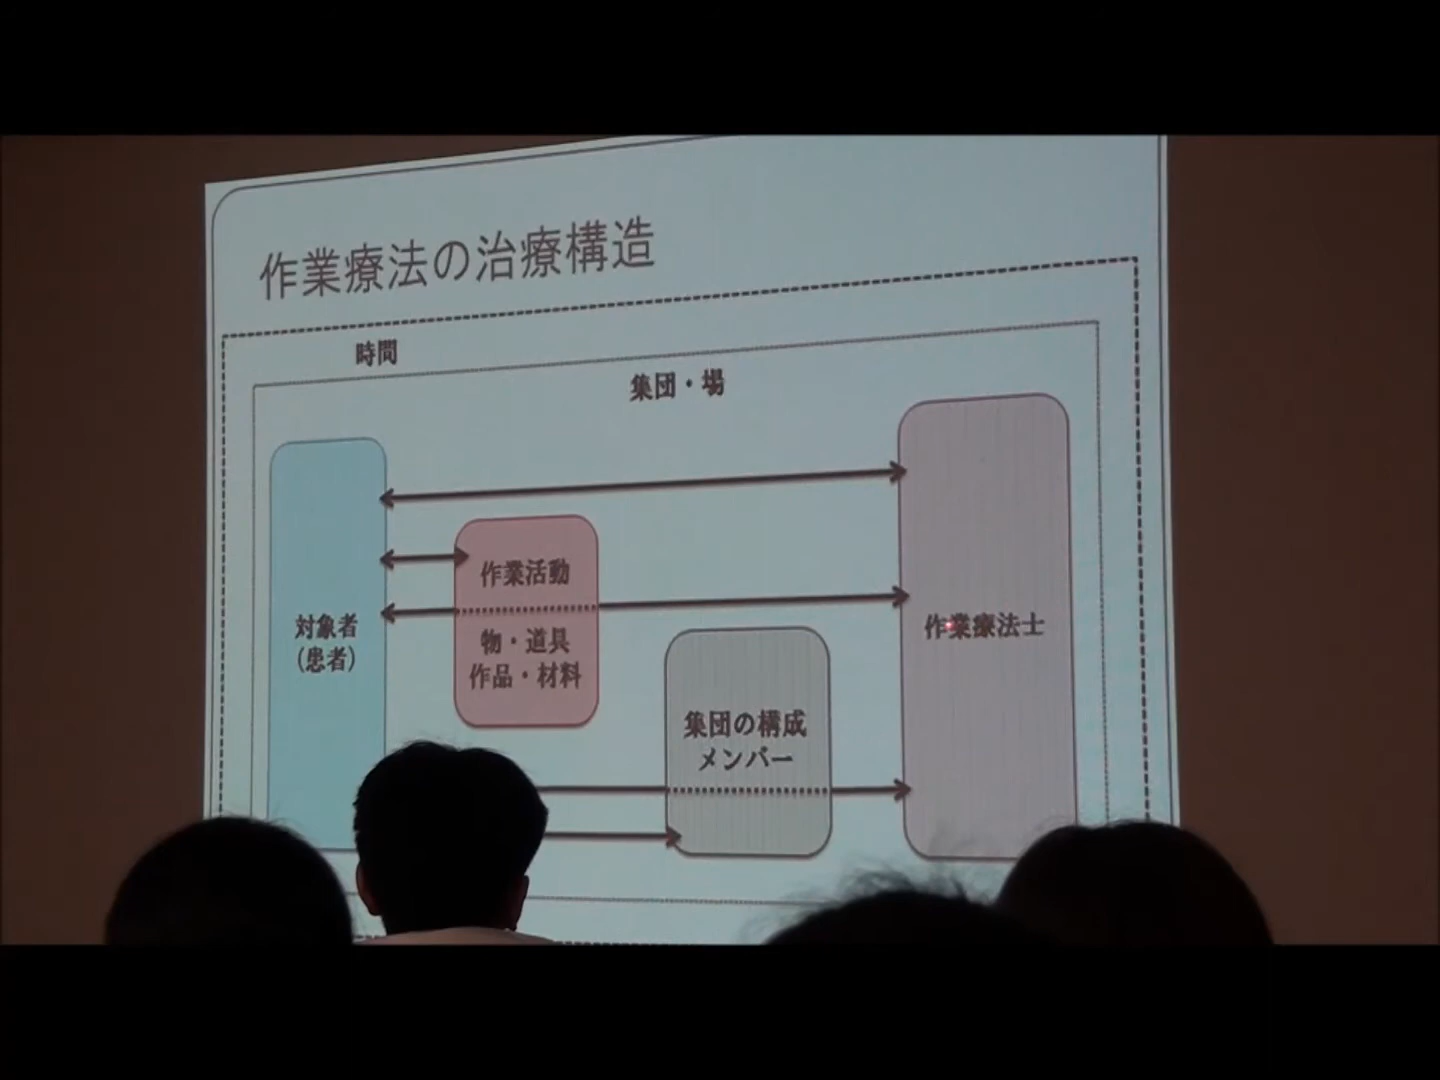 作業療法の治療構造
時間
集団・場
作業活動
物・道具
作品・材料
対象者
(患者)
作業療法士
集団の構成
メンバー